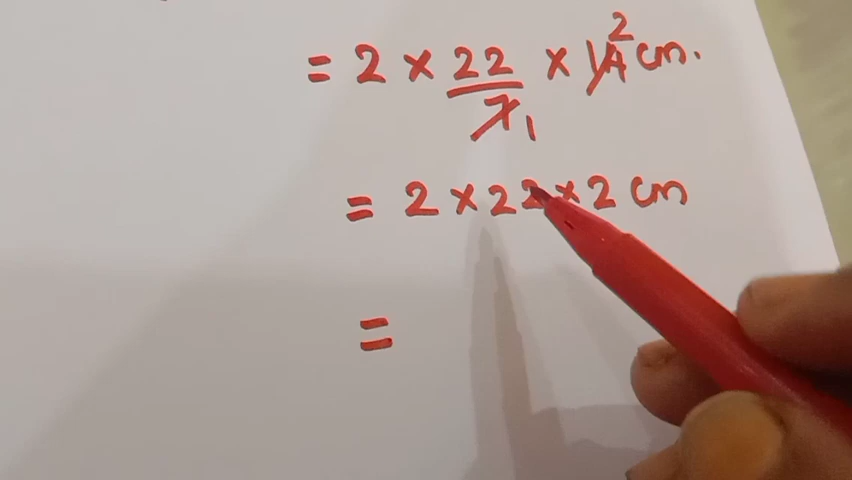 = 2 × 22/7 1 × 14 2 cm.
= 2 × 22 × 2 cm
=